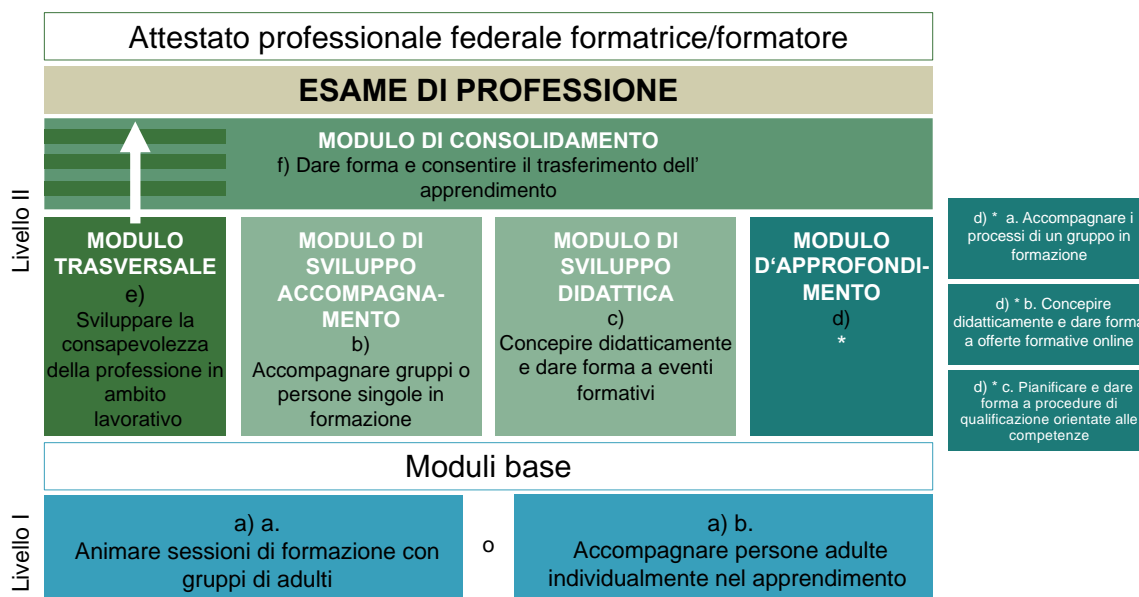 Attestato professionale federale formatrice/formatore
ESAME DI PROFESSIONE
MODULO DI CONSOLIDAMENTO
f) Dare forma e consentire il trasferimento dell’
apprendimento
Livello II
MODULO
TRASVERSALE
e)
Sviluppare la
consapevolezza
della professione in
ambito
lavorativo
MODULO DI
SVILUPPO
ACCOMPAGNA-
MENTO
b)
Accompagnare gruppi o
persone singole in
formazione
MODULO DI
SVILUPPO
DIDATTICA
c)
Concepire didatticamente
e dare forma a eventi
formativi
MODULO
D‘APPROFONDI-
MENTO
d)
*
d) * a. Accompagnare i
processi di un gruppo in
formazione
d) * b. Concepire
didatticamente e dare forma
a offerte formative online
d) * c. Pianificare e dare
forma a procedure di
qualificazione orientate alle
competenze
Moduli base
Livello I
a) a.
Animare sessioni di formazione con
gruppi di adulti
o
a) b.
Accompagnare persone adulte
individualmente nel apprendimento